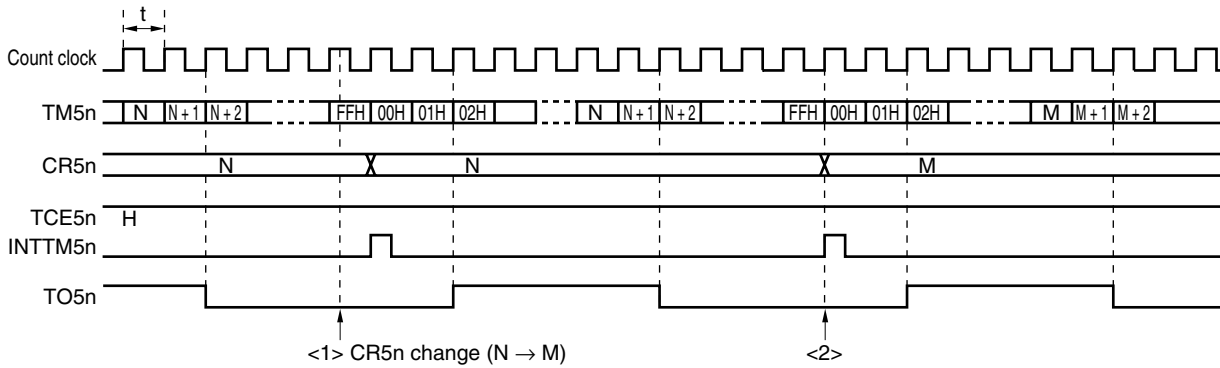 t
Count clock
TM5n N N + 1 N + 2 FFH 00H 01H 02H N N + 1 N + 2 FFH 00H 01H 02H M M + 1 M + 2
CR5n N N M
TCE5n H
INTTM5n
TO5n
<1> CR5n change (N → M) <2>